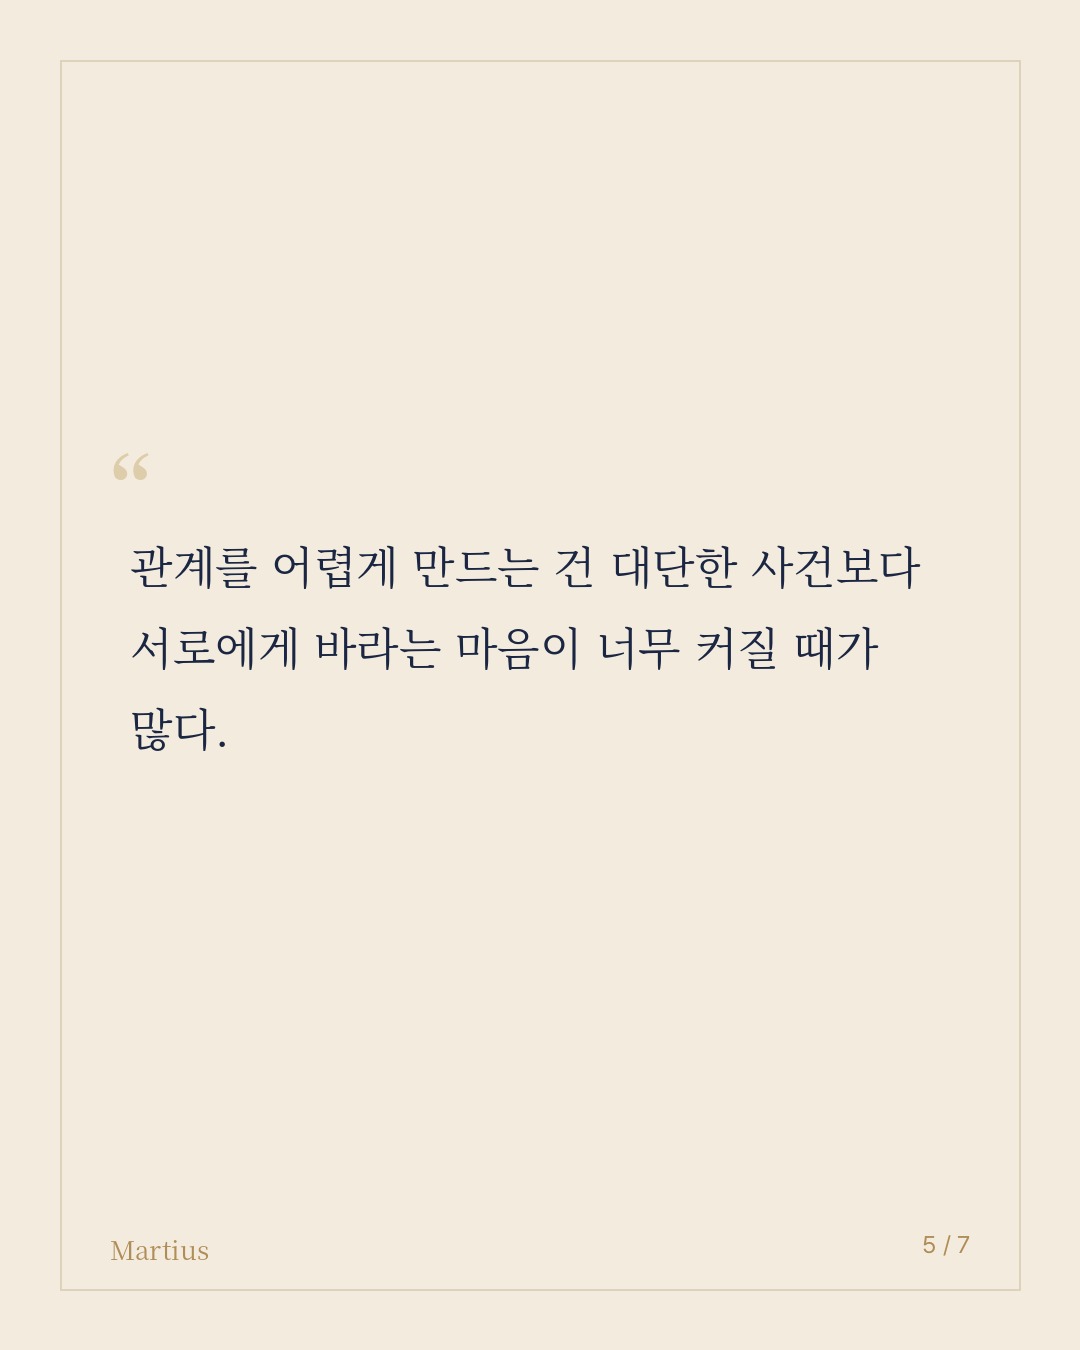 “
관계를 어렵게 만드는 건 대단한 사건보다
서로에게 바라는 마음이 너무 커질 때가
많다.
Martius
5 / 7